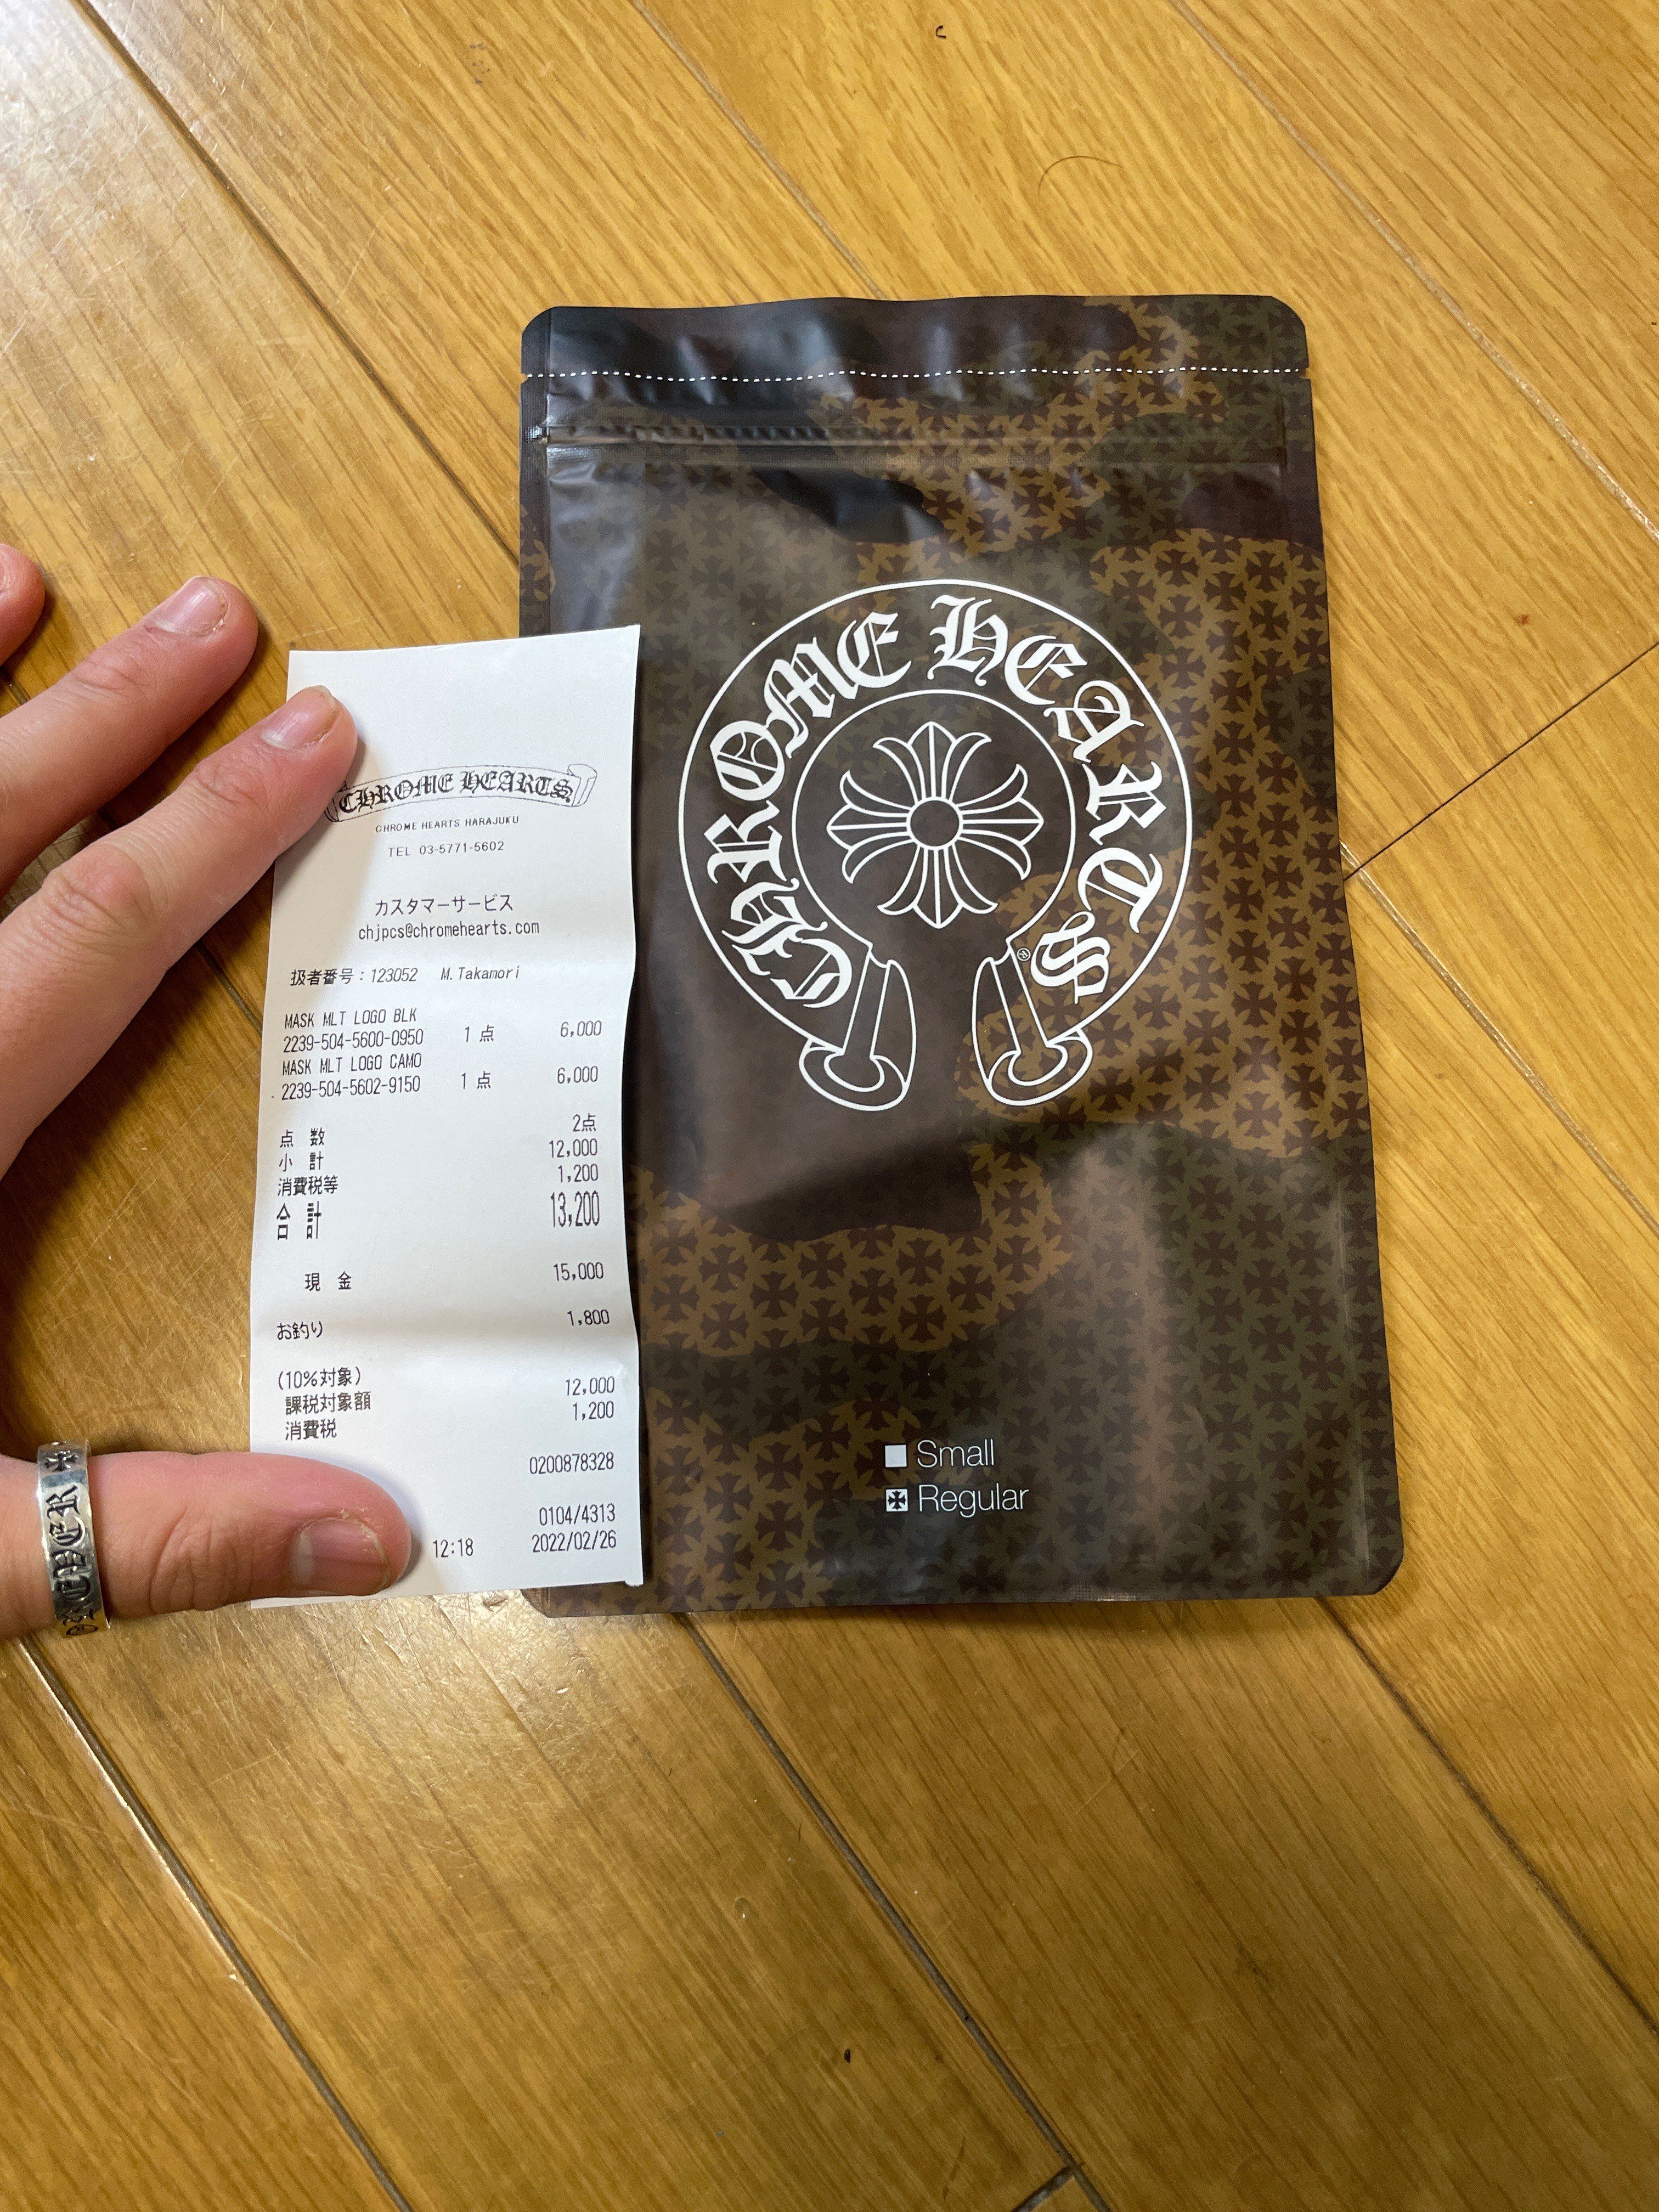 CHROME HEARTS
CHROME HEARTS HARAJUKU
TEL 03-5771-5602
カスタマーサービス
chjpcs@chromehearts.com
扱者番号：123052 M.Takamori
MASK MLT LOGO BLK
2239-504-5600-0950 1 点 6,000
MASK MLT LOGO CAMO
2239-504-5602-9150 1 点 6,000
点 数 2点
小 計 12,000
消費税等 1,200
合 計 13,200
現 金 15,000
お釣り 1,800
(10%対象)
課税対象額 12,000
消費税 1,200
0200878328
0104/4313
12:18 2022/02/26
CHROME HEARTS
®
Small
Regular